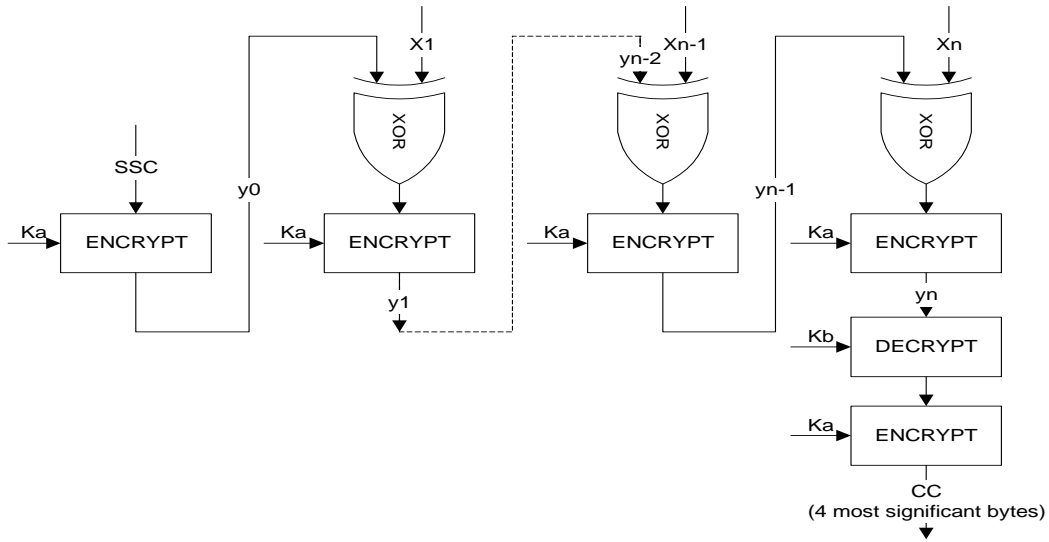 X1
yn-2
Xn-1
Xn
XOR
XOR
XOR
SSC
y0
yn-1
Ka
ENCRYPT
Ka
ENCRYPT
Ka
ENCRYPT
Ka
ENCRYPT
y1
yn
Kb
DECRYPT
Ka
ENCRYPT
CC
(4 most significant bytes)